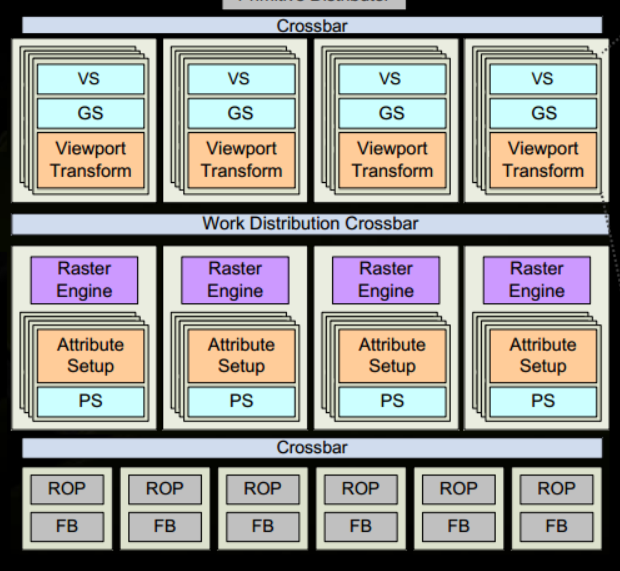 Primitive Distributor
Crossbar
VS VS VS VS
GS GS GS GS
Viewport Viewport Viewport Viewport
Transform Transform Transform Transform
Work Distribution Crossbar
Raster Raster Raster Raster
Engine Engine Engine Engine
Attribute Attribute Attribute Attribute
Setup Setup Setup Setup
PS PS PS PS
Crossbar
ROP ROP ROP ROP ROP ROP
FB FB FB FB FB FB